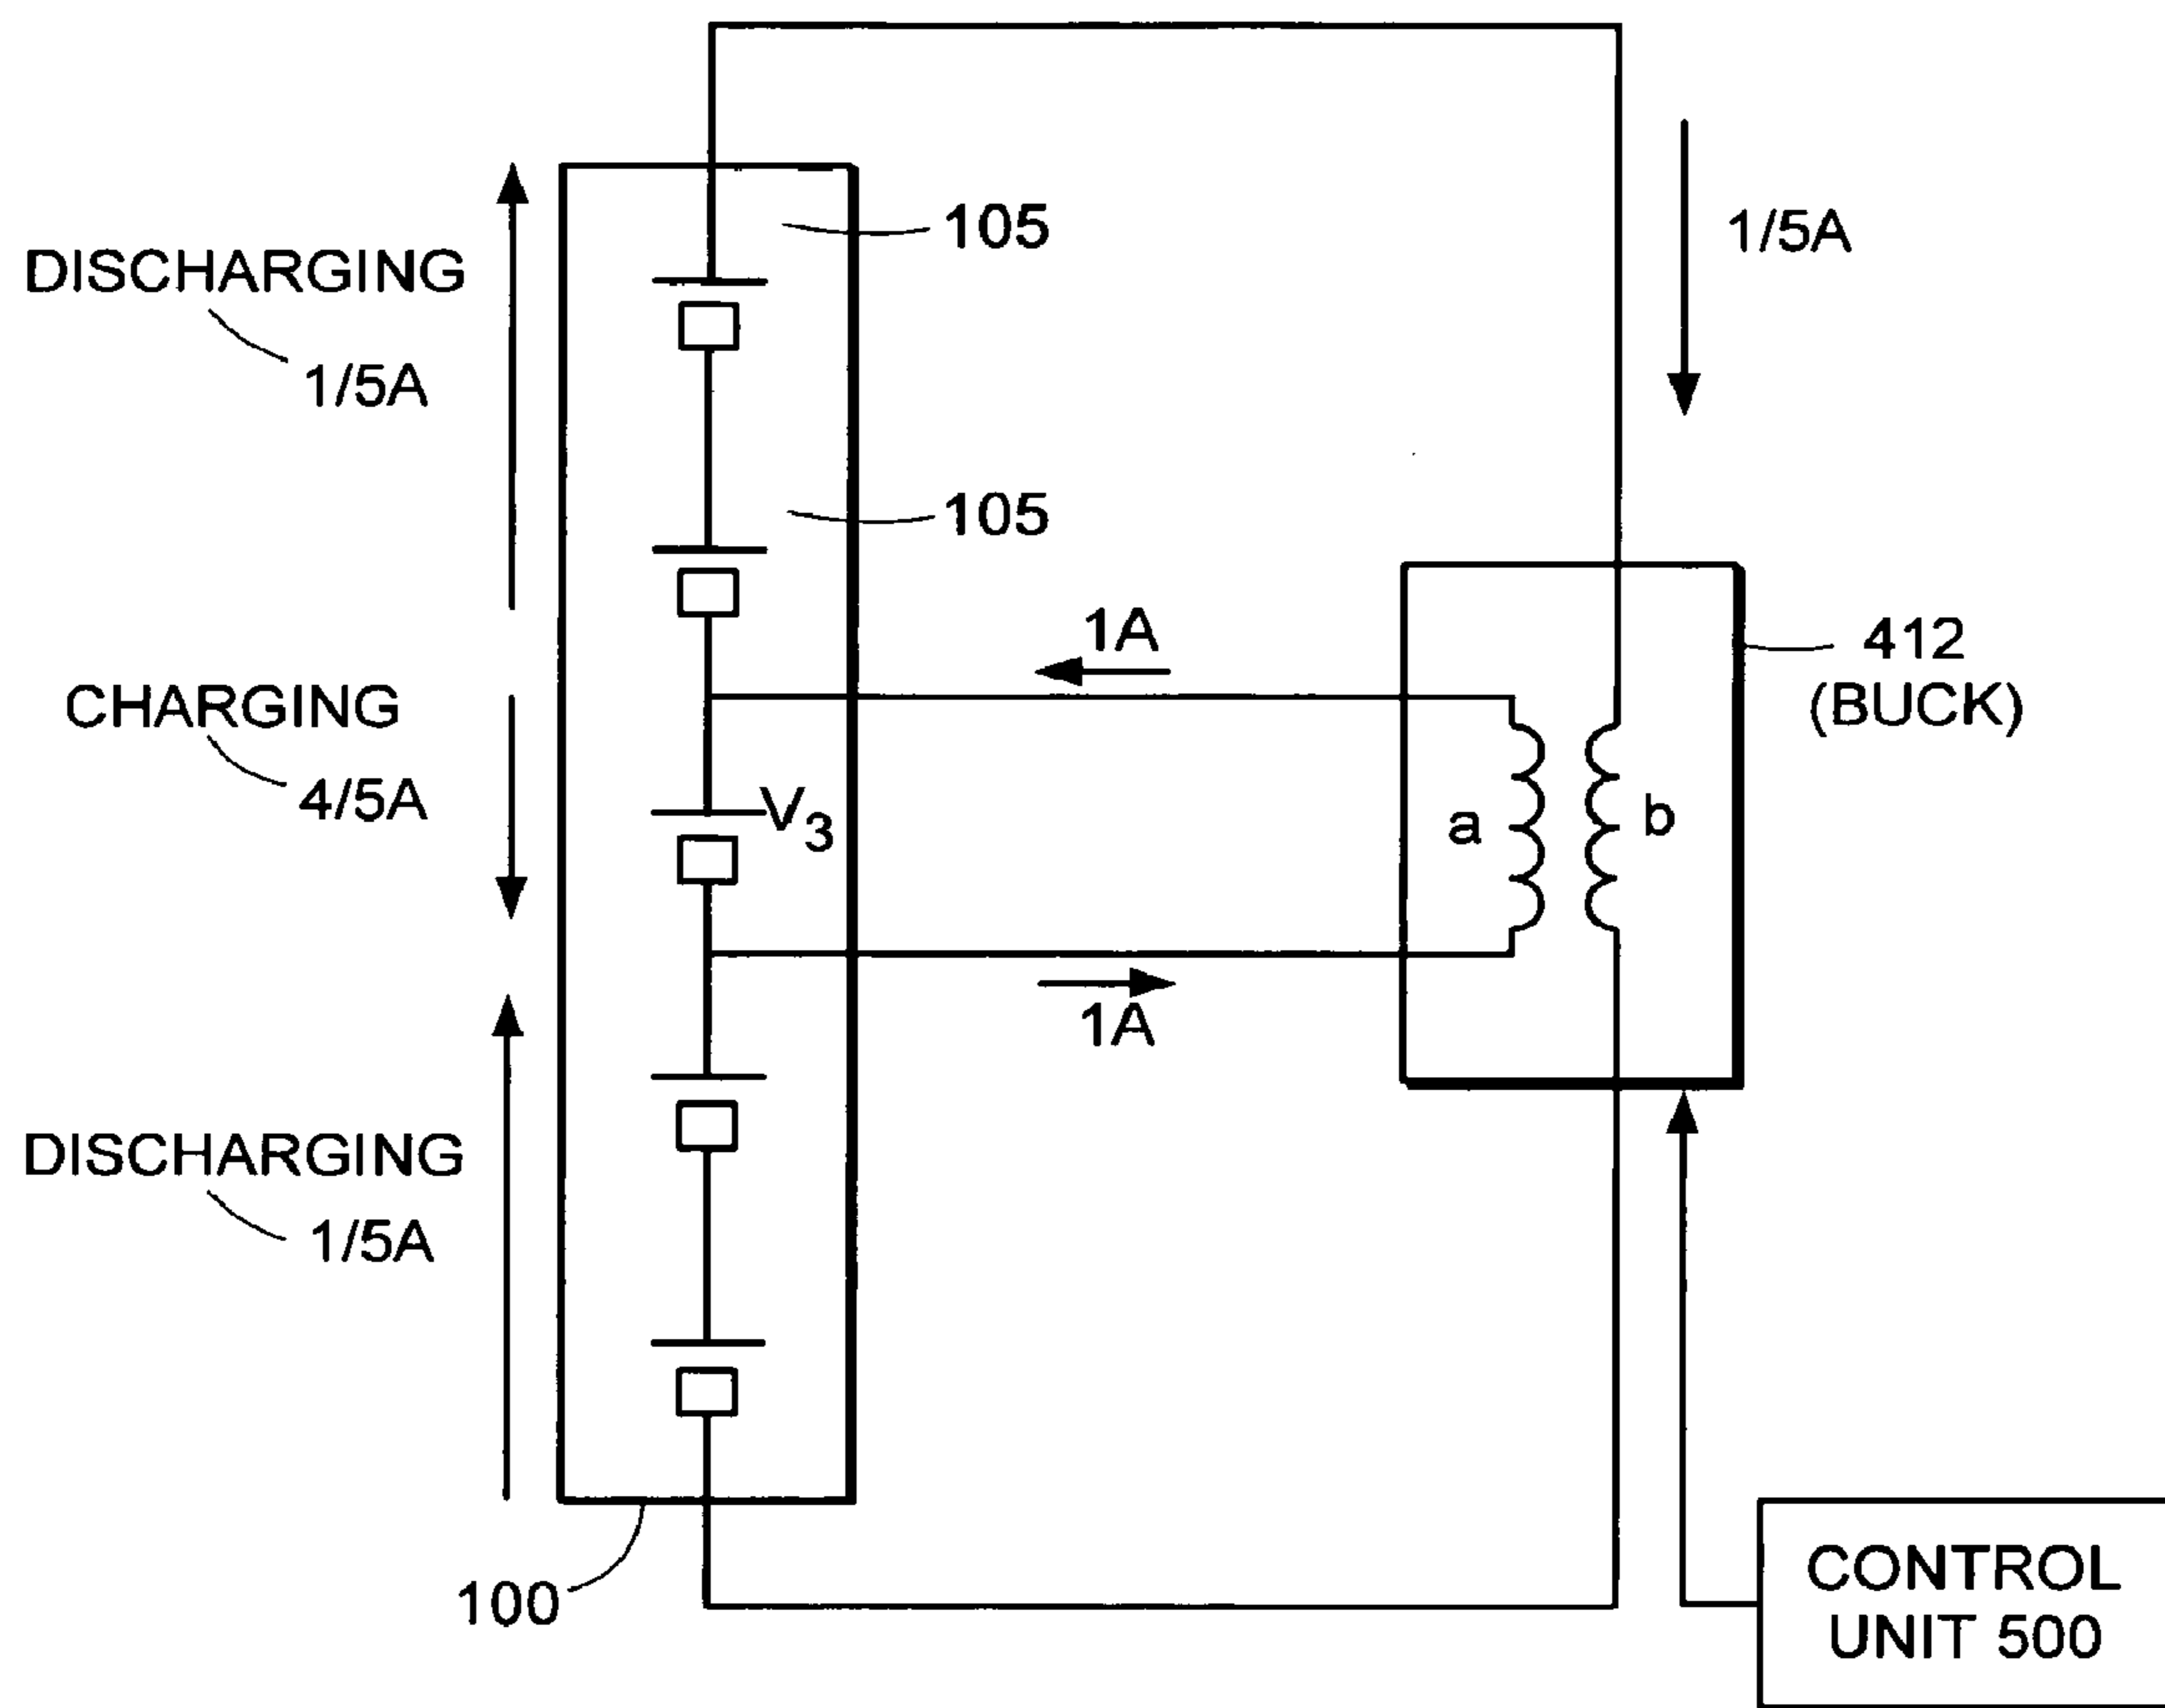 105
1/5A
DISCHARGING
1/5A
105
1A
412
(BUCK)
CHARGING
4/5A
V3
a
b
1A
DISCHARGING
1/5A
100
CONTROL
UNIT 500